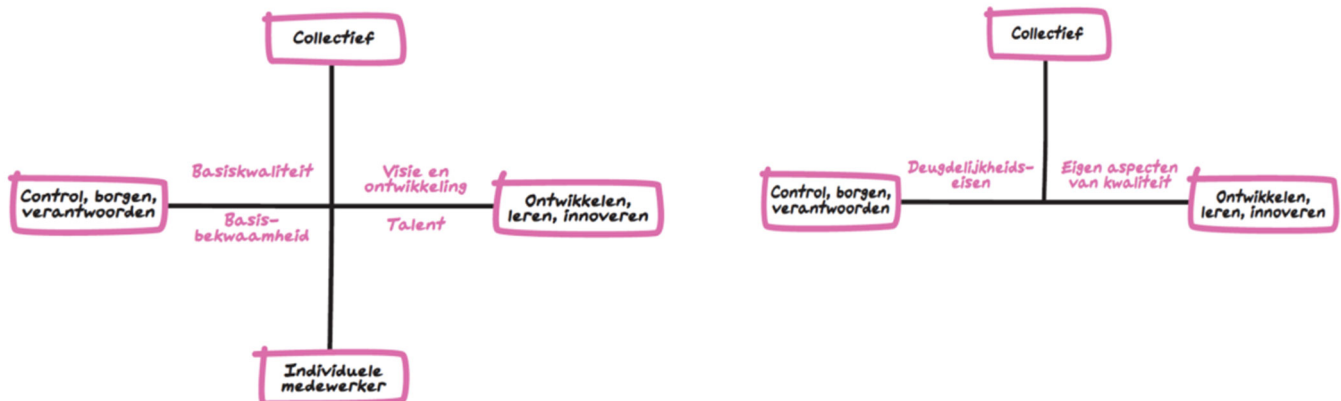 Collectief
Basiskwaliteit
Visie en
ontwikkeling
Control, borgen,
verantwoorden
Ontwikkelen,
leren, innoveren
Basis-
bekwaamheid
Talent
Individuele
medewerker
Collectief
Deugdelijkheids-
eisen
Eigen aspecten
van kwaliteit
Control, borgen,
verantwoorden
Ontwikkelen,
leren, innoveren